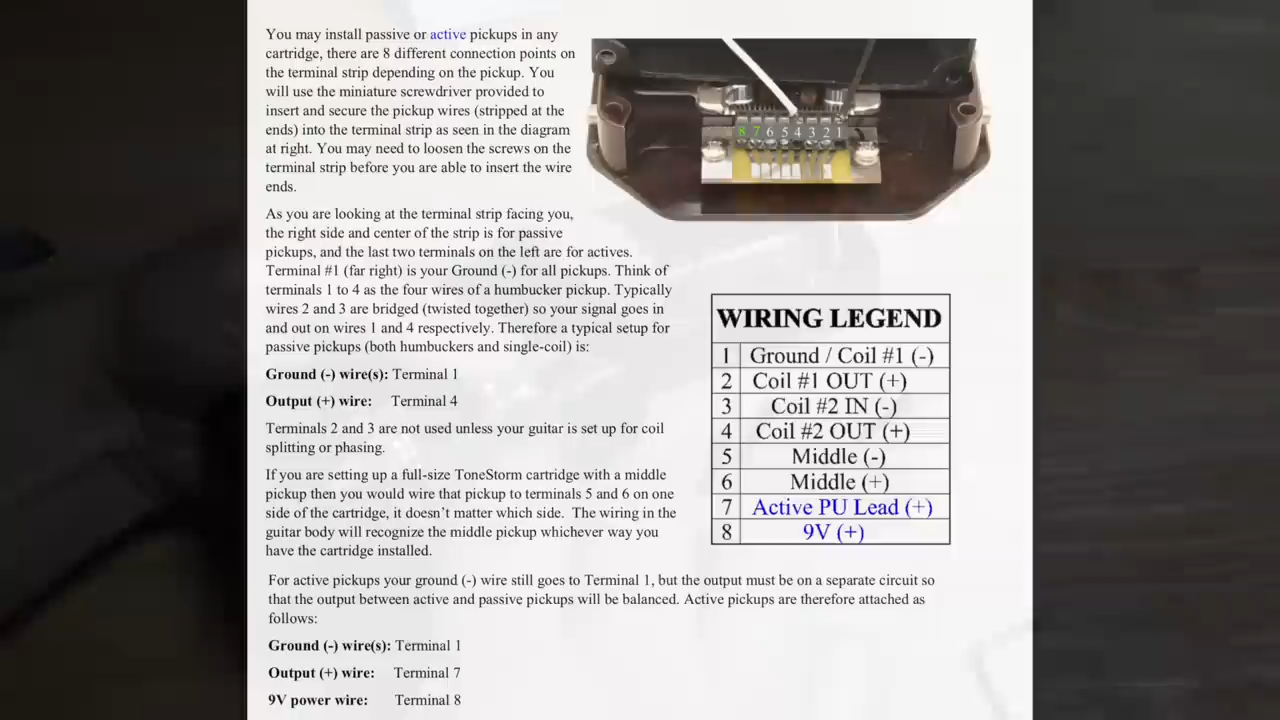 You may install passive or active pickups in any
cartridge, there are 8 different connection points on
the terminal strip depending on the pickup. You
will use the miniature screwdriver provided to
insert and secure the pickup wires (stripped at the
ends) into the terminal strip as seen in the diagram
at right. You may need to loosen the screws on the
terminal strip before you are able to insert the wire
ends.
8 7 6 5 4 3 2 1
As you are looking at the terminal strip facing you,
the right side and center of the strip is for passive
pickups, and the last two terminals on the left are for actives.
Terminal #1 (far right) is your Ground (-) for all pickups. Think of
terminals 1 to 4 as the four wires of a humbucker pickup. Typically
wires 2 and 3 are bridged (twisted together) so your signal goes in
and out on wires 1 and 4 respectively. Therefore a typical setup for
passive pickups (both humbuckers and single-coil) is:
Ground (-) wire(s): Terminal 1
Output (+) wire: Terminal 4
Terminals 2 and 3 are not used unless your guitar is set up for coil
splitting or phasing.
If you are setting up a full-size ToneStorm cartridge with a middle
pickup then you would wire that pickup to terminals 5 and 6 on one
side of the cartridge, it doesn't matter which side. The wiring in the
guitar body will recognize the middle pickup whichever way you
have the cartridge installed.
WIRING LEGEND
1 Ground / Coil #1 (-)
2 Coil #1 OUT (+)
3 Coil #2 IN (-)
4 Coil #2 OUT (+)
5 Middle (-)
6 Middle (+)
7 Active PU Lead (+)
8 9V (+)
For active pickups your ground (-) wire still goes to Terminal 1, but the output must be on a separate circuit so
that the output between active and passive pickups will be balanced. Active pickups are therefore attached as
follows:
Ground (-) wire(s): Terminal 1
Output (+) wire: Terminal 7
9V power wire: Terminal 8